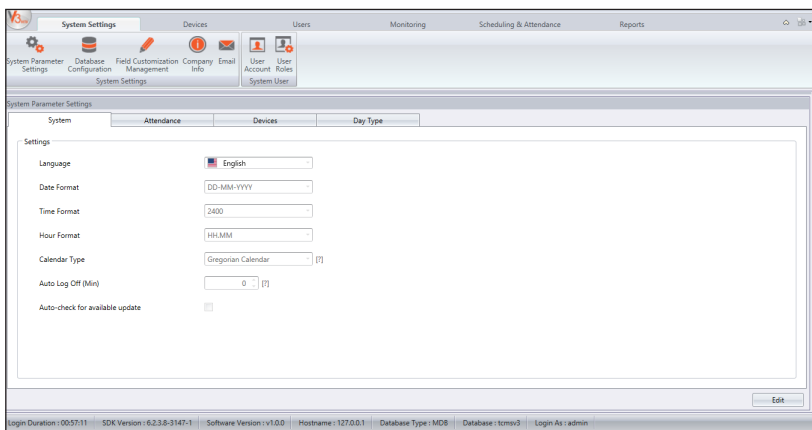 V3
System Settings Devices Users Monitoring Scheduling & Attendance Reports
System Parameter Settings
Database Configuration
Field Customization Management
Company Info
Email
User Account
User Roles
System Settings System User
System Parameter Settings
System Attendance Devices Day Type
Settings
Language English
Date Format DD-MM-YYYY
Time Format 2400
Hour Format HH.MM
Calendar Type Gregorian Calendar [?]
Auto Log Off (Min) 0 [?]
Auto-check for available update
Edit
Login Duration : 00:57:11 SDK Version : 6.2.3.8-3147-1 Software Version : v1.0.0 Hostname : 127.0.0.1 Database Type : MDB Database : tcmsv3 Login As : admin